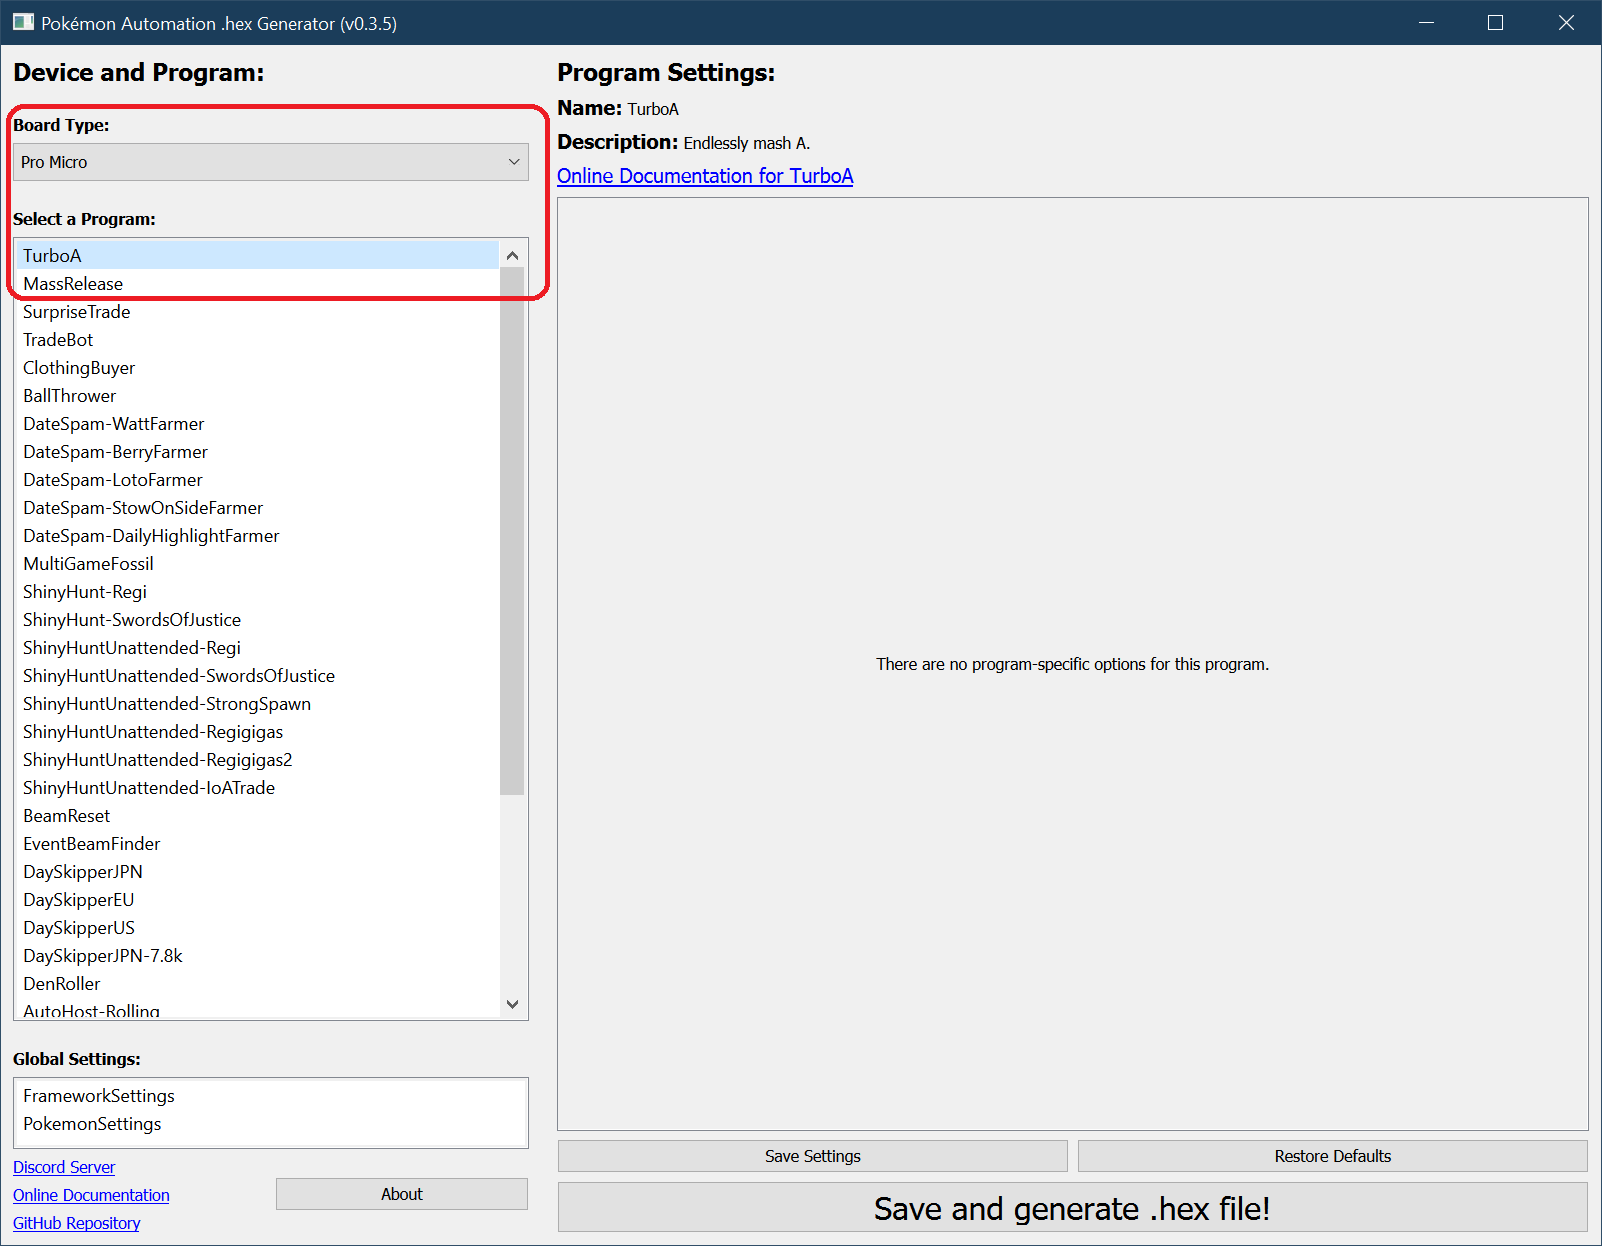 Pokémon Automation .hex Generator (v0.3.5)
Device and Program:
Board Type:
Pro Micro
Select a Program:
TurboA
MassRelease
SurpriseTrade
TradeBot
ClothingBuyer
BallThrower
DateSpam-WattFarmer
DateSpam-BerryFarmer
DateSpam-LotoFarmer
DateSpam-StowOnSideFarmer
DateSpam-DailyHighlightFarmer
MultiGameFossil
ShinyHunt-Regi
ShinyHunt-SwordsOfJustice
ShinyHuntUnattended-Regi
ShinyHuntUnattended-SwordsOfJustice
ShinyHuntUnattended-StrongSpawn
ShinyHuntUnattended-Regigigas
ShinyHuntUnattended-Regigigas2
ShinyHuntUnattended-IoATrade
BeamReset
EventBeamFinder
DaySkipperJPN
DaySkipperEU
DaySkipperUS
DaySkipperJPN-7.8k
DenRoller
AutoHost-Rolling
Global Settings:
FrameworkSettings
PokemonSettings
Discord Server
Online Documentation
GitHub Repository
About
Program Settings:
Name: TurboA
Description: Endlessly mash A.
Online Documentation for TurboA
There are no program-specific options for this program.
Save Settings
Restore Defaults
Save and generate .hex file!